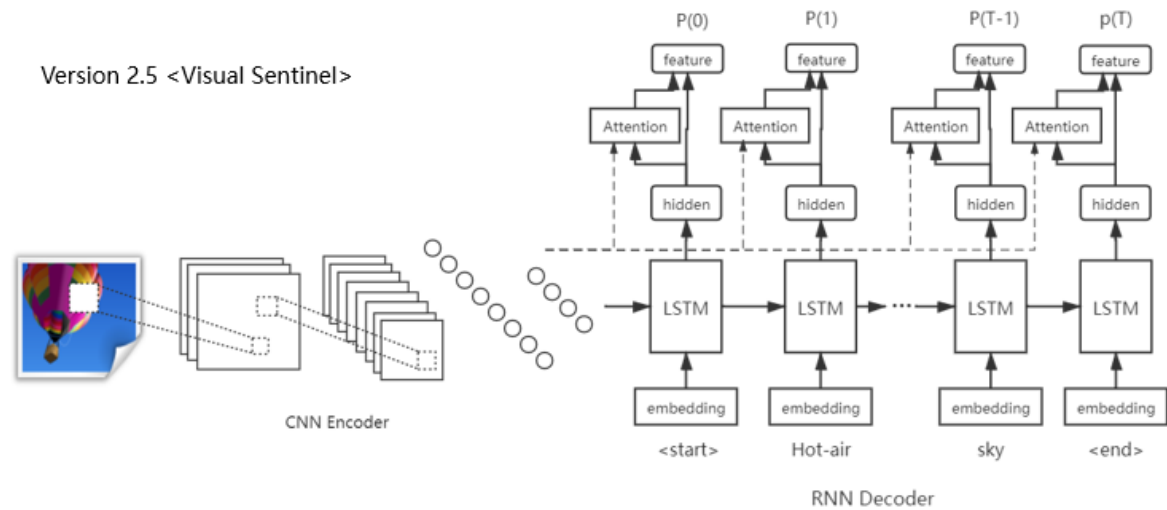 P(0) P(1) P(T-1) p(T)
feature feature feature feature
Version 2.5 <Visual Sentinel>
Attention Attention Attention Attention
hidden hidden hidden hidden
LSTM LSTM ... LSTM LSTM
embedding embedding embedding embedding
CNN Encoder
<start> Hot-air sky <end>
RNN Decoder